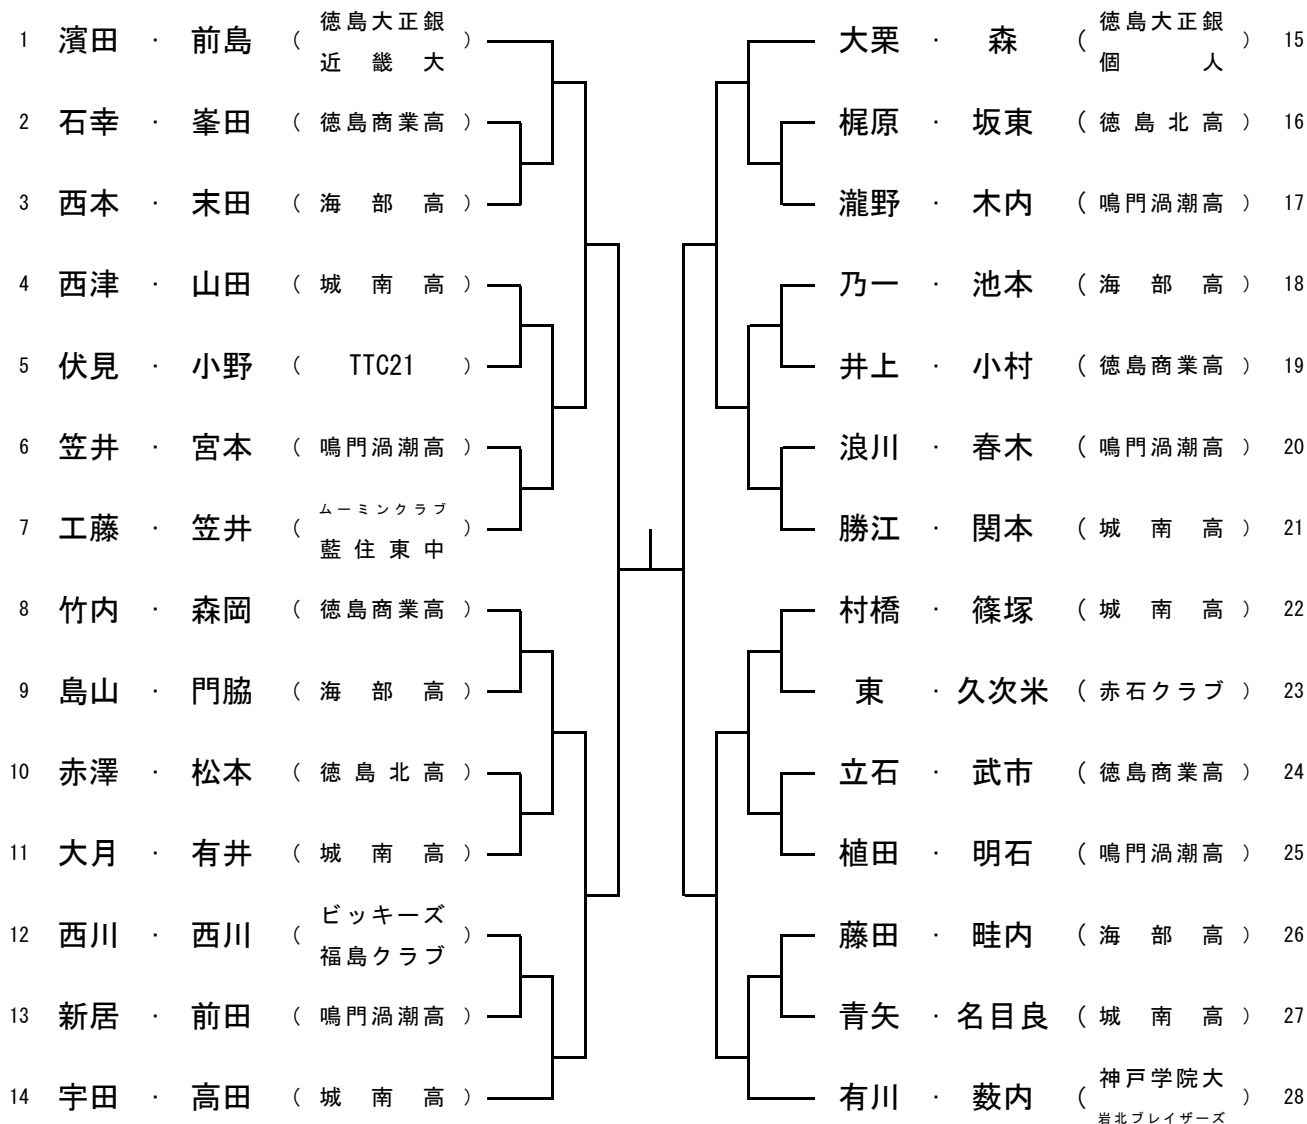 1 濱田 ・ 前島 ( 徳島大正銀 近畿大 )
2 石幸 ・ 峯田 ( 徳島商業高 )
3 西本 ・ 末田 ( 海部高 )
4 西津 ・ 山田 ( 城南高 )
5 伏見 ・ 小野 ( TTC21 )
6 笠井 ・ 宮本 ( 鳴門渦潮高 )
7 工藤 ・ 笠井 ( ムーミンクラブ 藍住東中 )
8 竹内 ・ 森岡 ( 徳島商業高 )
9 島山 ・ 門脇 ( 海部高 )
10 赤澤 ・ 松本 ( 徳島北高 )
11 大月 ・ 有井 ( 城南高 )
12 西川 ・ 西川 ( ビッキーズ 福島クラブ )
13 新居 ・ 前田 ( 鳴門渦潮高 )
14 宇田 ・ 高田 ( 城南高 )
大栗 ・ 森 ( 徳島大正銀 個人 ) 15
梶原 ・ 坂東 ( 徳島北高 ) 16
瀧野 ・ 木内 ( 鳴門渦潮高 ) 17
乃一 ・ 池本 ( 海部高 ) 18
井上 ・ 小村 ( 徳島商業高 ) 19
浪川 ・ 春木 ( 鳴門渦潮高 ) 20
勝江 ・ 関本 ( 城南高 ) 21
村橋 ・ 篠塚 ( 城南高 ) 22
東 ・ 久次米 ( 赤石クラブ ) 23
立石 ・ 武市 ( 徳島商業高 ) 24
植田 ・ 明石 ( 鳴門渦潮高 ) 25
藤田 ・ 畦内 ( 海部高 ) 26
青矢 ・ 名目良 ( 城南高 ) 27
有川 ・ 薮内 ( 神戸学院大 岩北ブレイザーズ ) 28